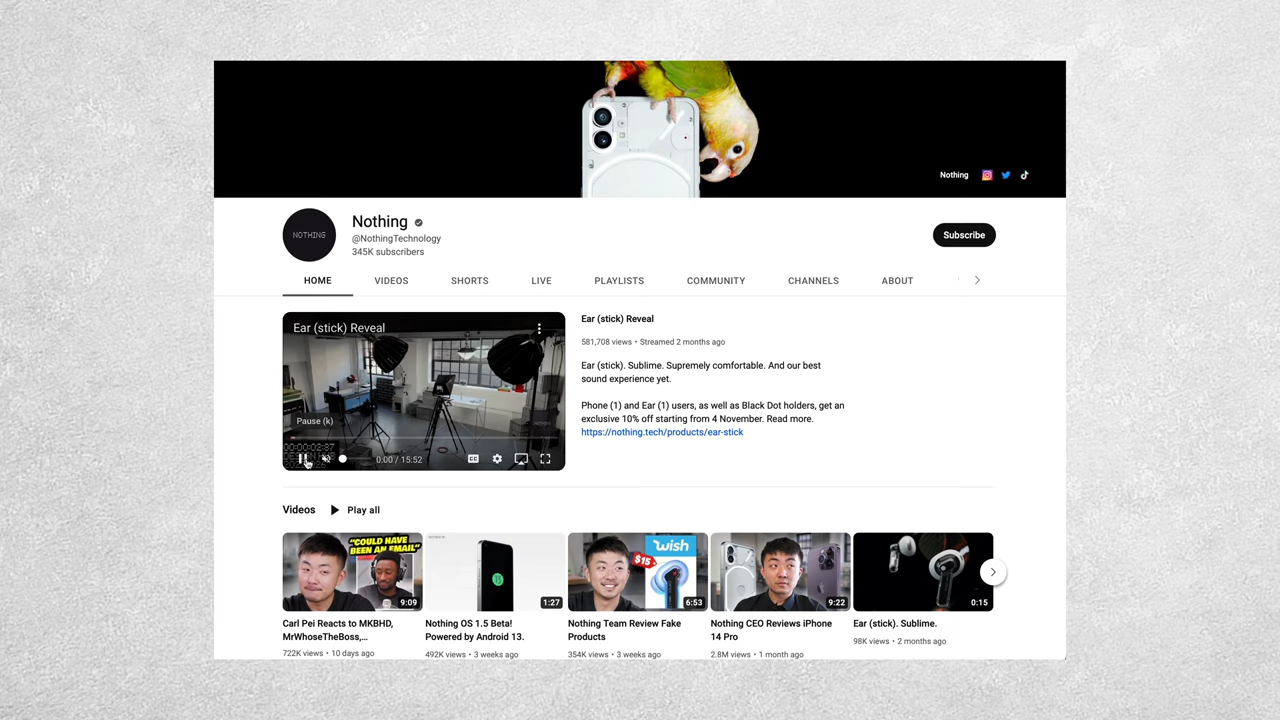 Nothing
NOTHING
Nothing
@NothingTechnology
345K subscribers
Subscribe
HOME VIDEOS SHORTS LIVE PLAYLISTS COMMUNITY CHANNELS ABOUT
Ear (stick) Reveal
Pause (k)
00:00:02:87
0:00 / 15:52
Ear (stick) Reveal
581,708 views • Streamed 2 months ago
Ear (stick). Sublime. Supremely comfortable. And our best
sound experience yet.
Phone (1) and Ear (1) users, as well as Black Dot holders, get an
exclusive 10% off starting from 4 November. Read more.
https://nothing.tech/products/ear-stick
Videos Play all
"COULD HAVE
BEEN AN EMAIL"
9:09
Carl Pei Reacts to MKBHD,
MrWhoseTheBoss,...
722K views • 10 days ago
1:27
Nothing OS 1.5 Beta!
Powered by Android 13.
492K views • 3 weeks ago
wish
$15
6:53
Nothing Team Review Fake
Products
354K views • 3 weeks ago
9:22
Nothing CEO Reviews iPhone
14 Pro
2.8M views • 1 month ago
0:15
Ear (stick). Sublime.
98K views • 2 months ago